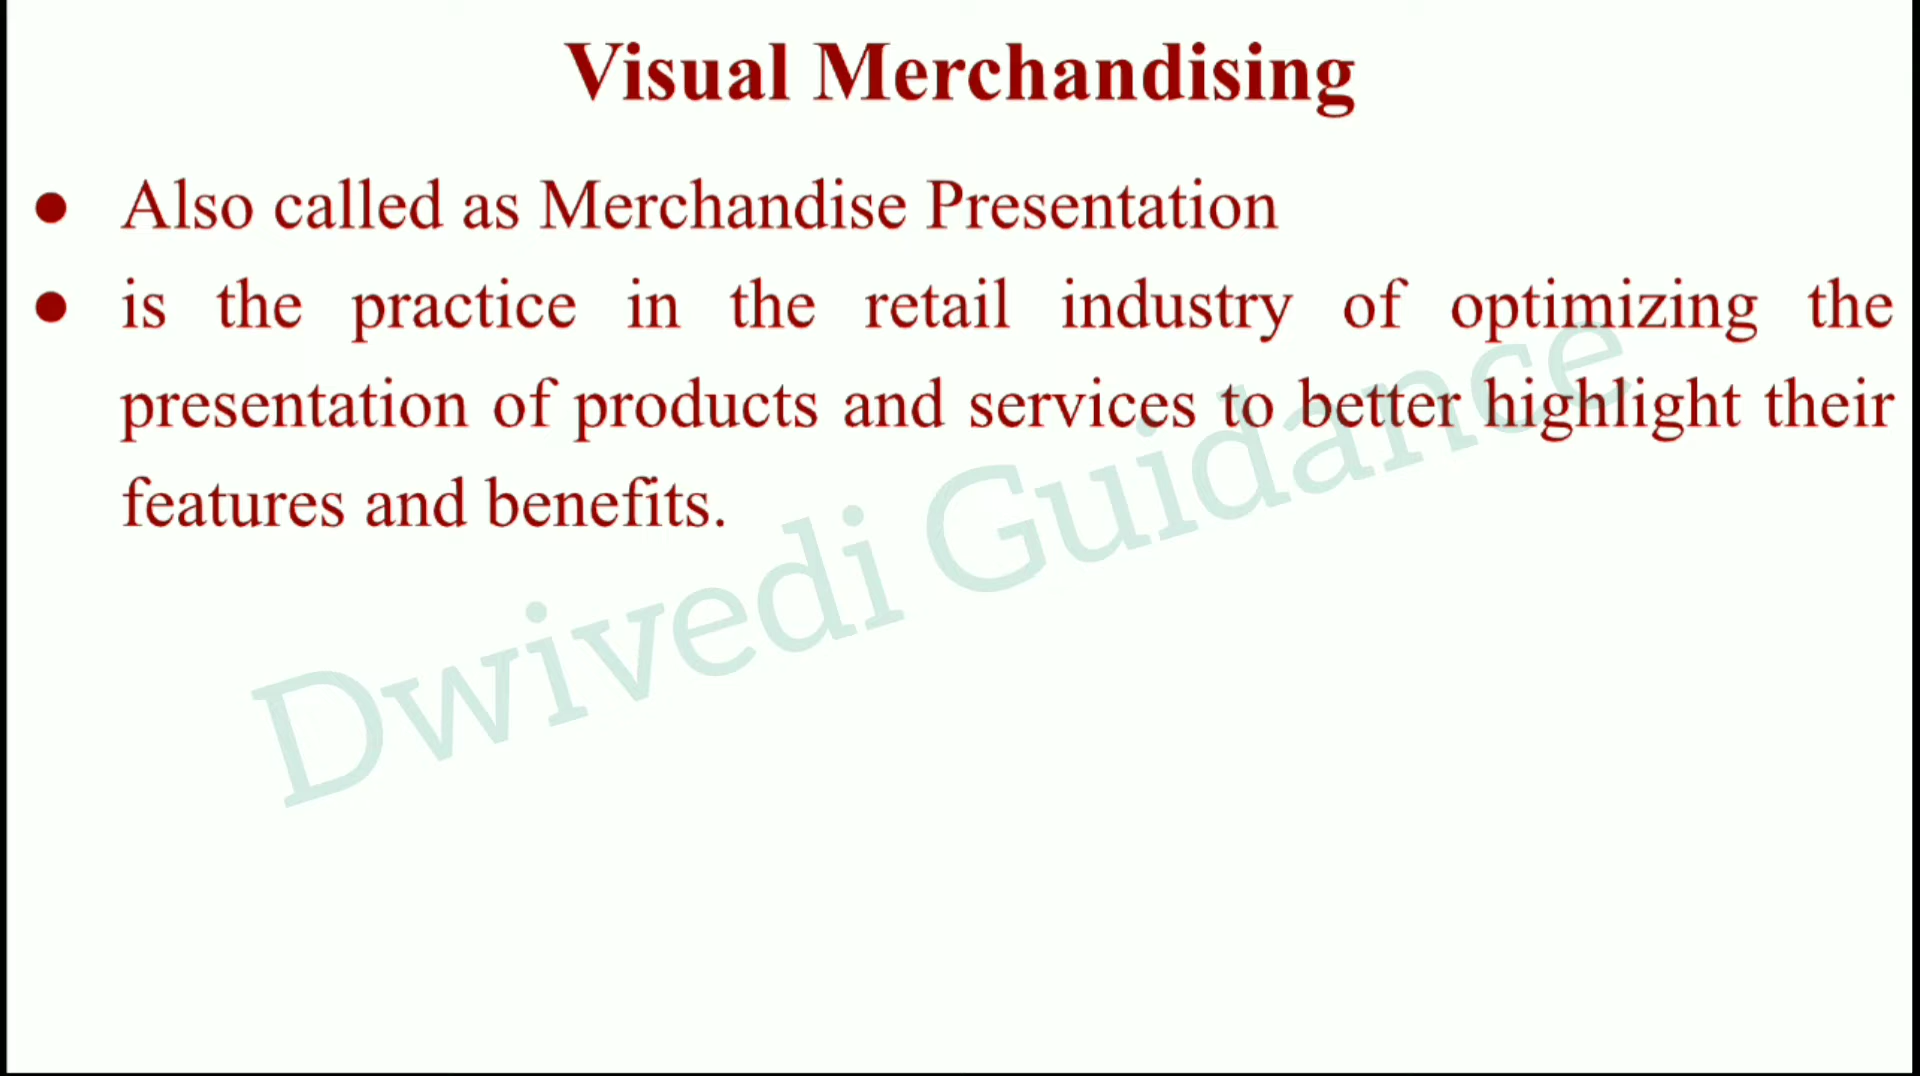 Visual Merchandising
● Also called as Merchandise Presentation
● is the practice in the retail industry of optimizing the
presentation of products and services to better highlight their
features and benefits.
Dwivedi Guidance